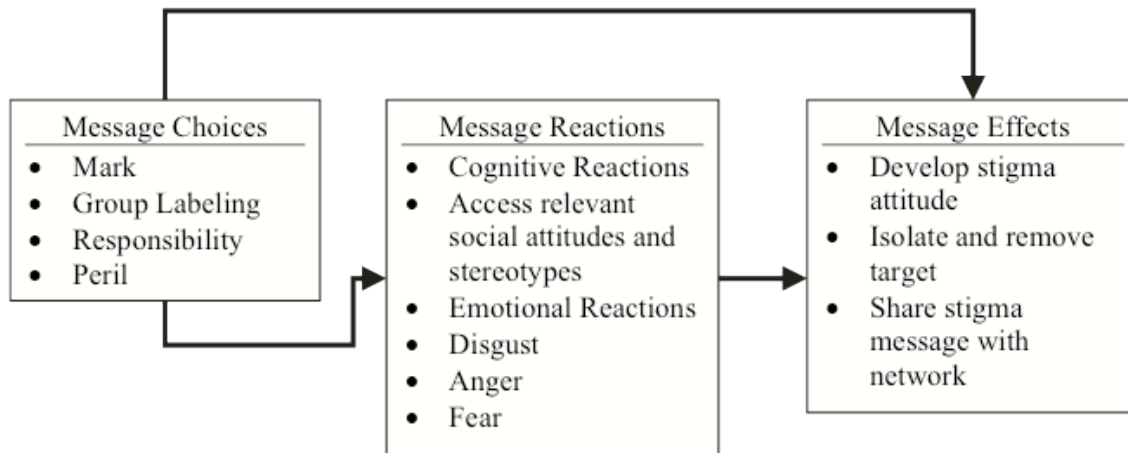 Message Choices
• Mark
• Group Labeling
• Responsibility
• Peril
Message Reactions
• Cognitive Reactions
• Access relevant
social attitudes and
stereotypes
• Emotional Reactions
• Disgust
• Anger
• Fear
Message Effects
• Develop stigma
attitude
• Isolate and remove
target
• Share stigma
message with
network